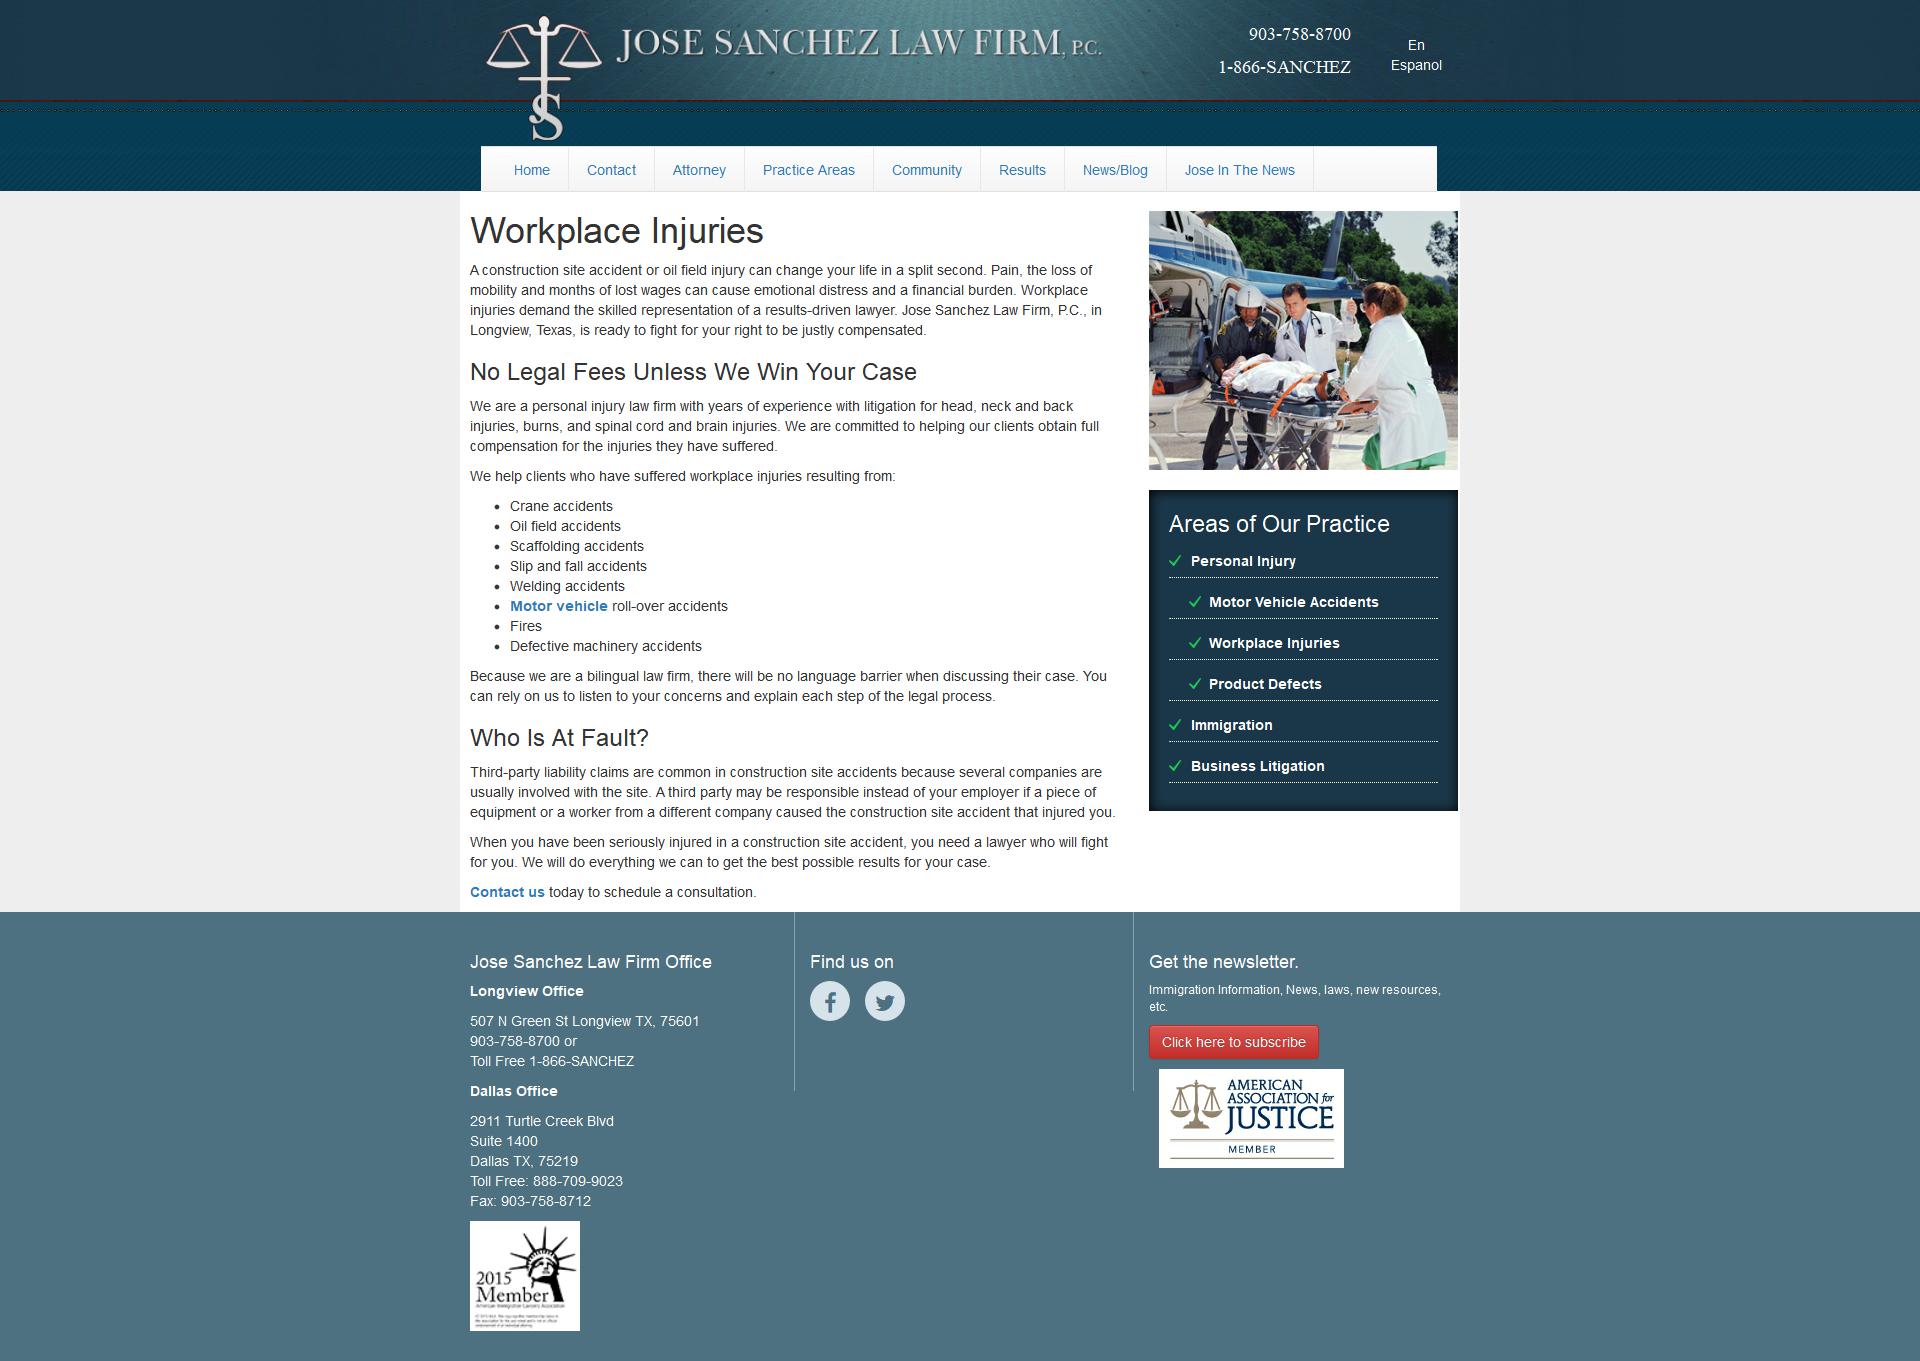 JOSE SANCHEZ LAW FIRM, P.C.
903-758-8700
1-866-SANCHEZ
En
Espanol
JS
Home
Contact
Attorney
Practice Areas
Community
Results
News/Blog
Jose In The News
Workplace Injuries
A construction site accident or oil field injury can change your life in a split second. Pain, the loss of
mobility and months of lost wages can cause emotional distress and a financial burden. Workplace
injuries demand the skilled representation of a results-driven lawyer. Jose Sanchez Law Firm, P.C., in
Longview, Texas, is ready to fight for your right to be justly compensated.
No Legal Fees Unless We Win Your Case
We are a personal injury law firm with years of experience with litigation for head, neck and back
injuries, burns, and spinal cord and brain injuries. We are committed to helping our clients obtain full
compensation for the injuries they have suffered.
We help clients who have suffered workplace injuries resulting from:
• Crane accidents
• Oil field accidents
• Scaffolding accidents
• Slip and fall accidents
• Welding accidents
• Motor vehicle roll-over accidents
• Fires
• Defective machinery accidents
Because we are a bilingual law firm, there will be no language barrier when discussing their case. You
can rely on us to listen to your concerns and explain each step of the legal process.
Who Is At Fault?
Third-party liability claims are common in construction site accidents because several companies are
usually involved with the site. A third party may be responsible instead of your employer if a piece of
equipment or a worker from a different company caused the construction site accident that injured you.
When you have been seriously injured in a construction site accident, you need a lawyer who will fight
for you. We will do everything we can to get the best possible results for your case.
Contact us today to schedule a consultation.
Areas of Our Practice
Personal Injury
Motor Vehicle Accidents
Workplace Injuries
Product Defects
Immigration
Business Litigation
Jose Sanchez Law Firm Office
Longview Office
507 N Green St Longview TX, 75601
903-758-8700 or
Toll Free 1-866-SANCHEZ
Dallas Office
2911 Turtle Creek Blvd
Suite 1400
Dallas TX, 75219
Toll Free: 888-709-9023
Fax: 903-758-8712
2015
Member
American Immigration Lawyers Association
Find us on
Get the newsletter.
Immigration Information, News, laws, new resources,
etc.
Click here to subscribe
AMERICAN
ASSOCIATION for
JUSTICE
MEMBER